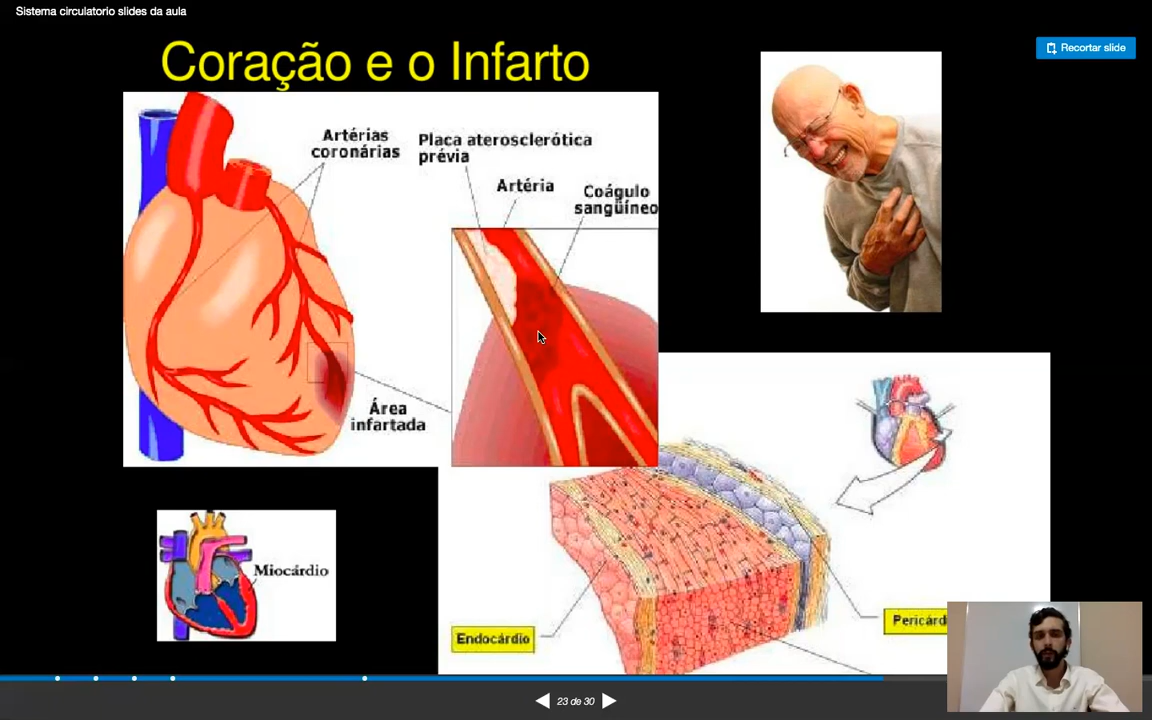 Sistema circulatorio slides da aula
Recortar slide
Coração e o Infarto
Artérias
coronárias
Placa aterosclerótica
prévia
Artéria
Coágulo
sangüíneo
Área
infartada
Miocárdio
Endocárdio
Pericárd
23 de 30